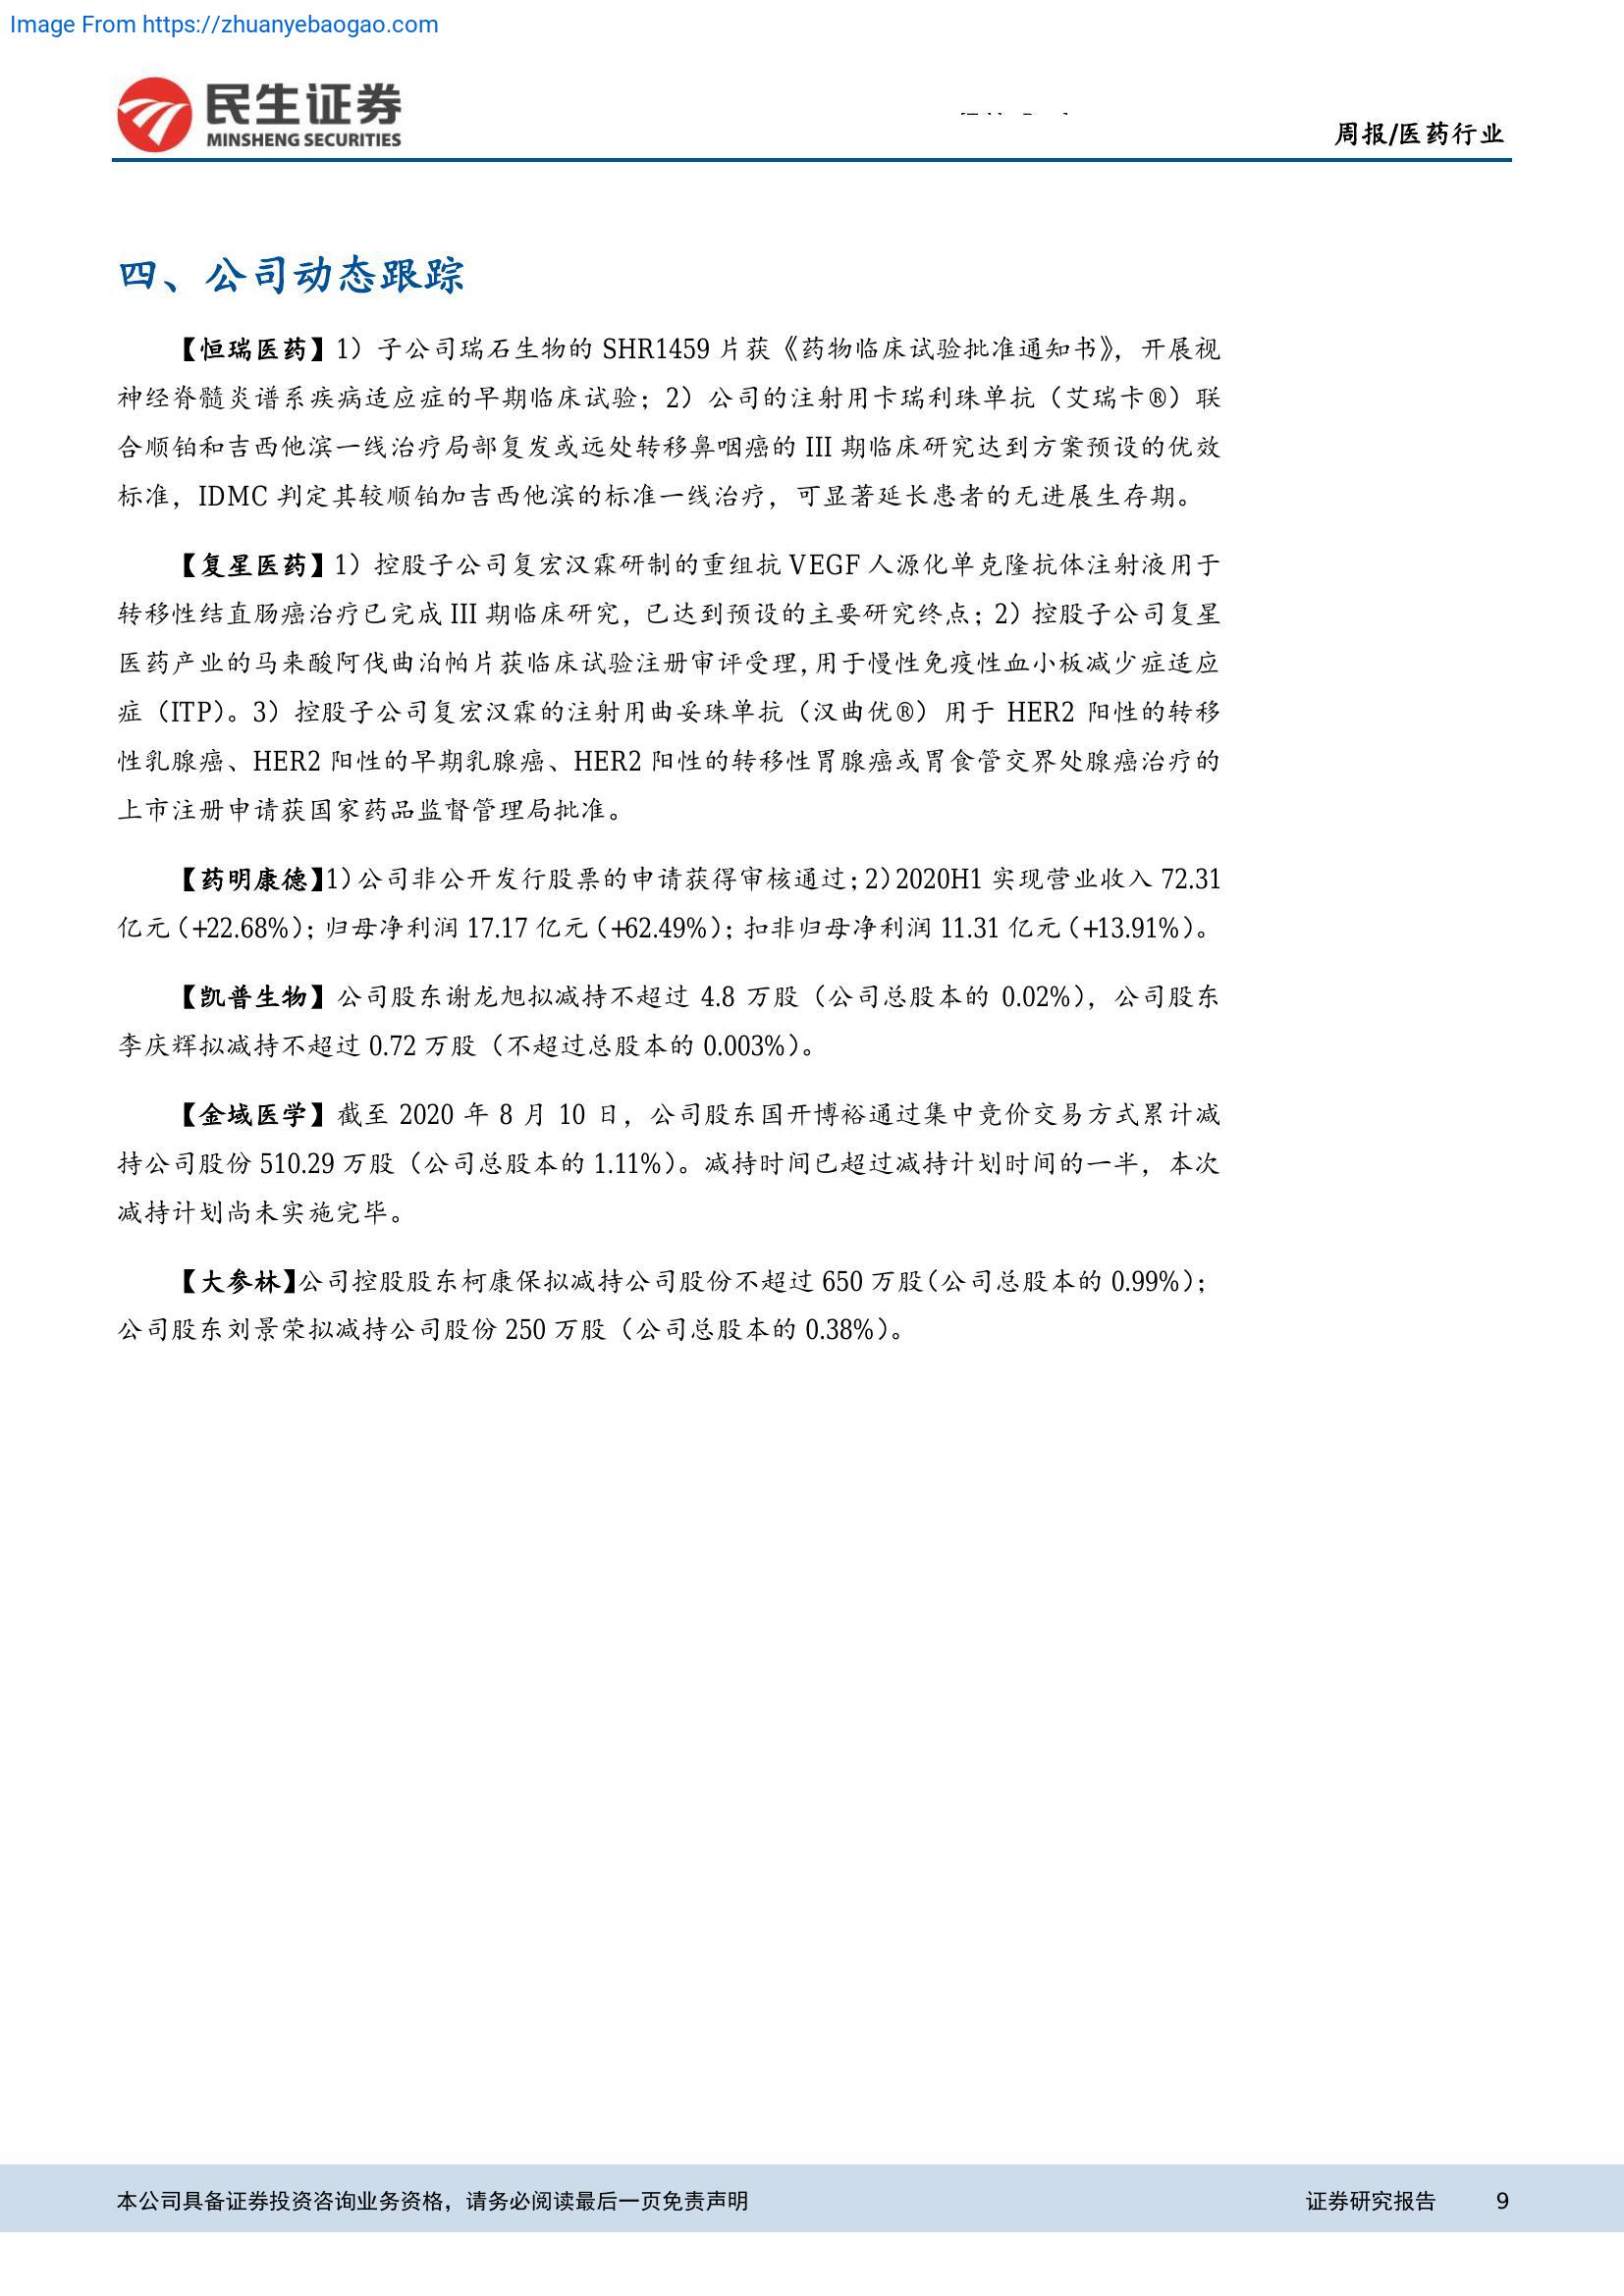 Image From https://zhuanyebaogao.com
民生证券
MINSHENG SECURITIES
周报/医药行业
四、公司动态跟踪
【恒瑞医药】1）子公司瑞石生物的 SHR1459 片获《药物临床试验批准通知书》，开展视
神经脊髓炎谱系疾病适应症的早期临床试验；2）公司的注射用卡瑞利珠单抗（艾瑞卡®）联
合顺铂和吉西他滨一线治疗局部复发或远处转移鼻咽癌的 III 期临床研究达到方案预设的优效
标准，IDMC 判定其较顺铂加吉西他滨的标准一线治疗，可显著延长患者的无进展生存期。
【复星医药】1）控股子公司复宏汉霖研制的重组抗 VEGF 人源化单克隆抗体注射液用于
转移性结直肠癌治疗已完成 III 期临床研究，已达到预设的主要研究终点；2）控股子公司复星
医药产业的马来酸阿伐曲泊帕片获临床试验注册审评受理，用于慢性免疫性血小板减少症适应
症（ITP）。3）控股子公司复宏汉霖的注射用曲妥珠单抗（汉曲优®）用于 HER2 阳性的转移
性乳腺癌、HER2 阳性的早期乳腺癌、HER2 阳性的转移性胃腺癌或胃食管交界处腺癌治疗的
上市注册申请获国家药品监督管理局批准。
【药明康德】1）公司非公开发行股票的申请获得审核通过；2）2020H1 实现营业收入 72.31
亿元（+22.68%）；归母净利润 17.17 亿元（+62.49%）；扣非归母净利润 11.31 亿元（+13.91%）。
【凯普生物】公司股东谢龙旭拟减持不超过 4.8 万股（公司总股本的 0.02%），公司股东
李庆辉拟减持不超过 0.72 万股（不超过总股本的 0.003%）。
【金域医学】截至 2020 年 8 月 10 日，公司股东国开博裕通过集中竞价交易方式累计减
持公司股份 510.29 万股（公司总股本的 1.11%）。减持时间已超过减持计划时间的一半，本次
减持计划尚未实施完毕。
【大参林】公司控股股东柯康保拟减持公司股份不超过 650 万股（公司总股本的 0.99%）；
公司股东刘景荣拟减持公司股份 250 万股（公司总股本的 0.38%）。
本公司具备证券投资咨询业务资格，请务必阅读最后一页免责声明
证券研究报告 9